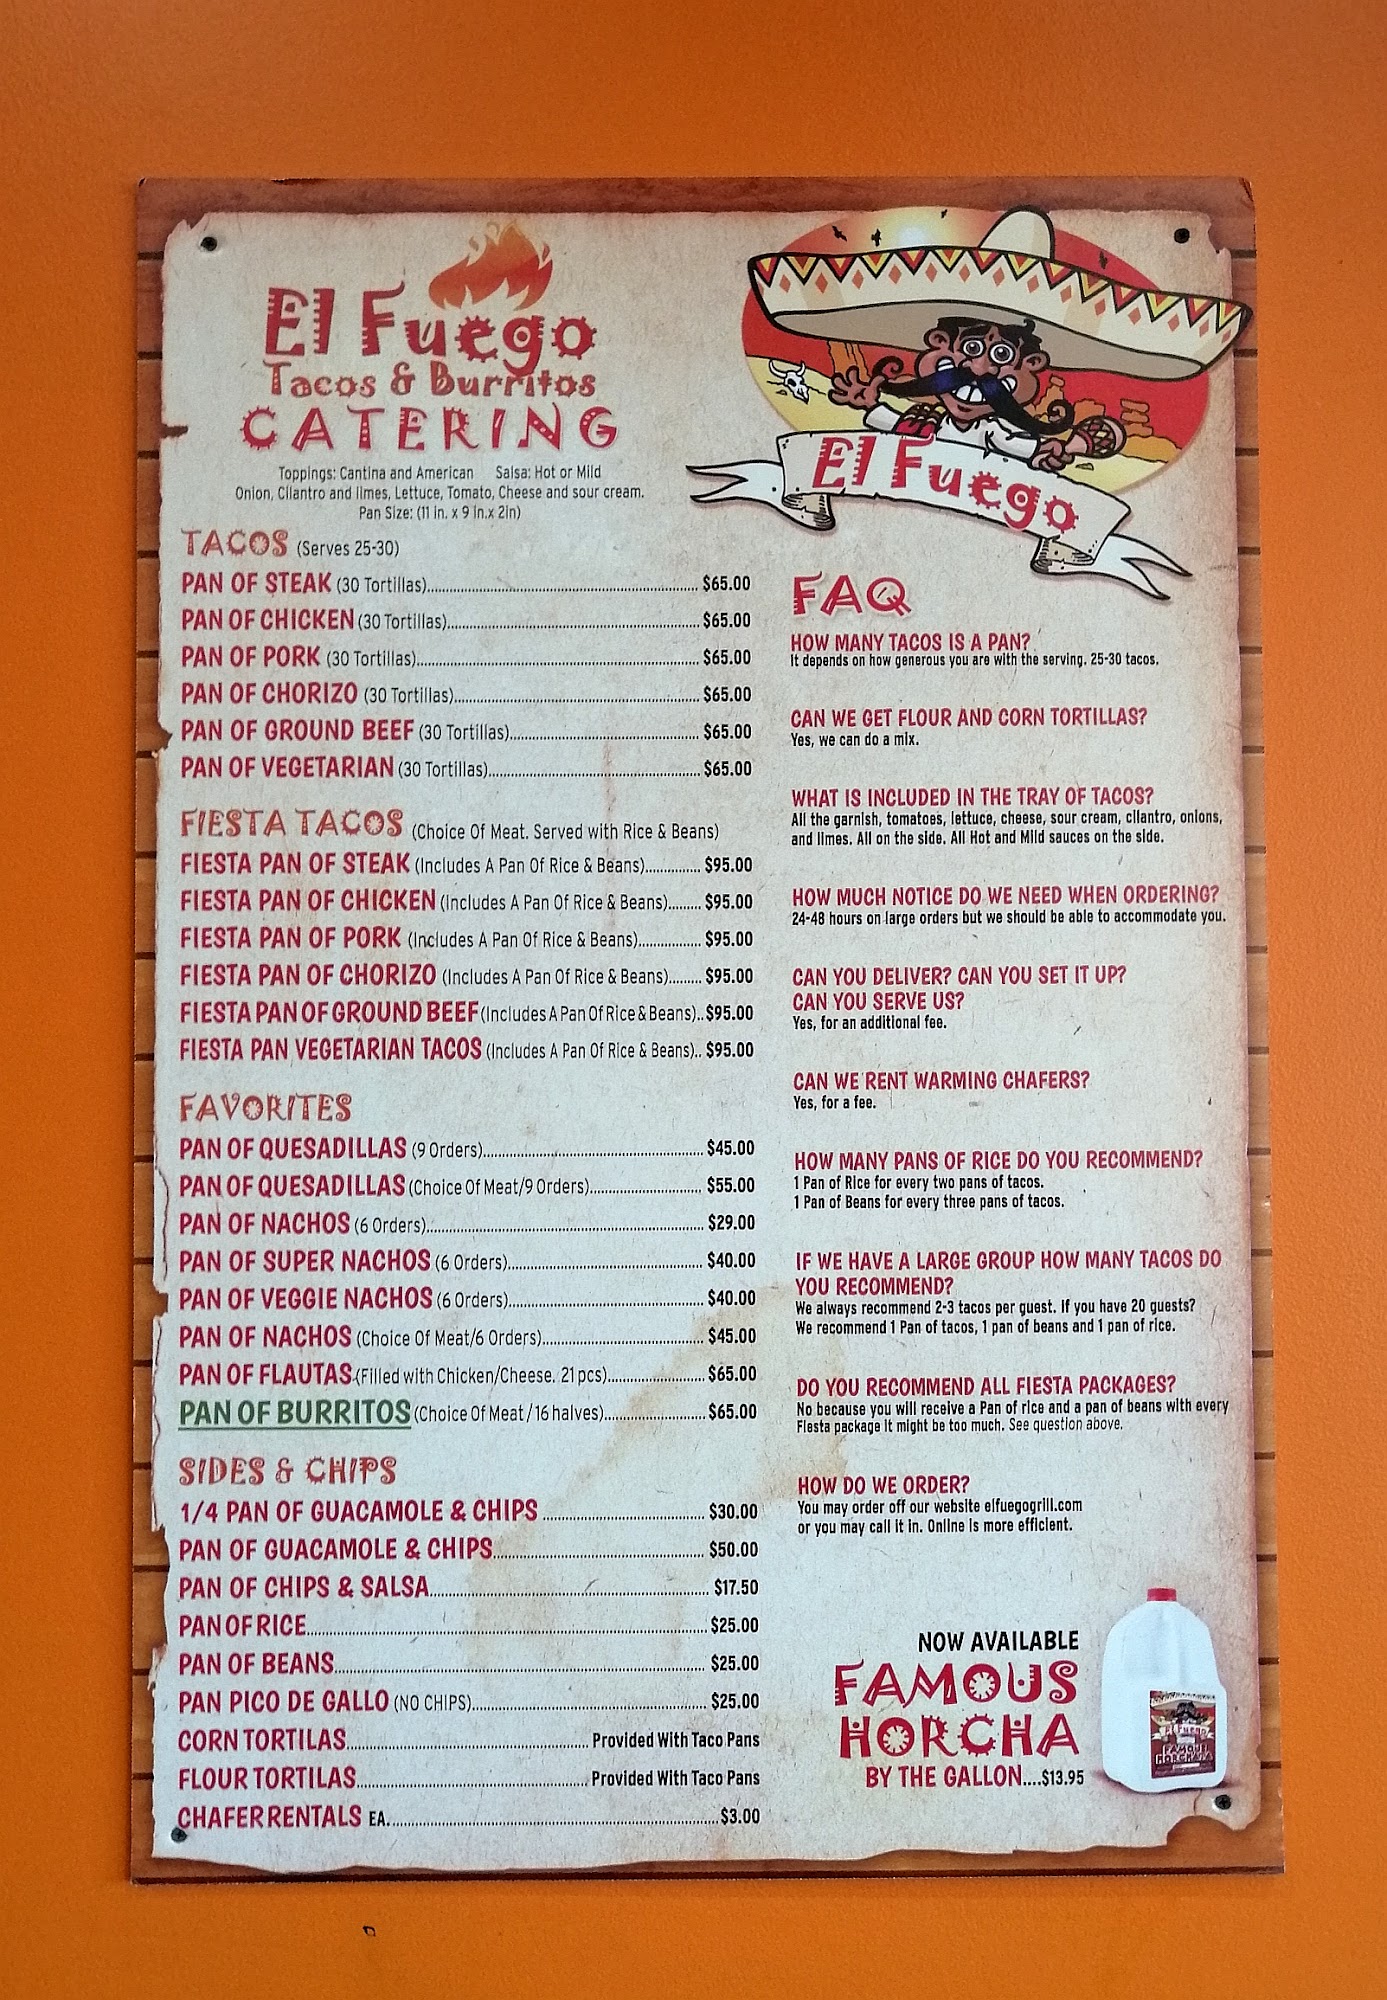 El Fuego
Tacos & Burritos
CATERING
Toppings: Cantina and American Salsa: Hot or Mild
Onion, Cilantro and limes, Lettuce, Tomato, Cheese and sour cream.
Pan Size: (11 in. x 9 in.x 2in)
TACOS (Serves 25-30)
PAN OF STEAK (30 Tortillas) $65.00
PAN OF CHICKEN (30 Tortillas) $65.00
PAN OF PORK (30 Tortillas) $65.00
PAN OF CHORIZO (30 Tortillas) $65.00
PAN OF GROUND BEEF (30 Tortillas) $65.00
PAN OF VEGETARIAN (30 Tortillas) $65.00
FIESTA TACOS (Choice Of Meat. Served with Rice & Beans)
FIESTA PAN OF STEAK (Includes A Pan Of Rice & Beans) $95.00
FIESTA PAN OF CHICKEN (Includes A Pan Of Rice & Beans) $95.00
FIESTA PAN OF PORK (Includes A Pan Of Rice & Beans) $95.00
FIESTA PAN OF CHORIZO (Includes A Pan Of Rice & Beans) $95.00
FIESTA PAN OF GROUND BEEF (Includes A Pan Of Rice & Beans) $95.00
FIESTA PAN VEGETARIAN TACOS (Includes A Pan Of Rice & Beans) $95.00
FAVORITES
PAN OF QUESADILLAS (9 Orders) $45.00
PAN OF QUESADILLAS (Choice Of Meat/9 Orders) $55.00
PAN OF NACHOS (6 Orders) $29.00
PAN OF SUPER NACHOS (6 Orders) $40.00
PAN OF VEGGIE NACHOS (6 Orders) $40.00
PAN OF NACHOS (Choice Of Meat/6 Orders) $45.00
PAN OF FLAUTAS (Filled with Chicken/Cheese. 21 pcs) $65.00
PAN OF BURRITOS (Choice Of Meat / 16 halves) $65.00
SIDES & CHIPS
1/4 PAN OF GUACAMOLE & CHIPS $30.00
PAN OF GUACAMOLE & CHIPS $50.00
PAN OF CHIPS & SALSA $17.50
PAN OF RICE $25.00
PAN OF BEANS $25.00
PAN PICO DE GALLO (NO CHIPS) $25.00
CORN TORTILAS Provided With Taco Pans
FLOUR TORTILAS Provided With Taco Pans
CHAFER RENTALS EA. $3.00
El Fuego
FAQ
HOW MANY TACOS IS A PAN?
It depends on how generous you are with the serving. 25-30 tacos.
CAN WE GET FLOUR AND CORN TORTILLAS?
Yes, we can do a mix.
WHAT IS INCLUDED IN THE TRAY OF TACOS?
All the garnish, tomatoes, lettuce, cheese, sour cream, cilantro, onions,
and limes. All on the side. All Hot and Mild sauces on the side.
HOW MUCH NOTICE DO WE NEED WHEN ORDERING?
24-48 hours on large orders but we should be able to accommodate you.
CAN YOU DELIVER? CAN YOU SET IT UP?
CAN YOU SERVE US?
Yes, for an additional fee.
CAN WE RENT WARMING CHAFERS?
Yes, for a fee.
HOW MANY PANS OF RICE DO YOU RECOMMEND?
1 Pan of Rice for every two pans of tacos.
1 Pan of Beans for every three pans of tacos.
IF WE HAVE A LARGE GROUP HOW MANY TACOS DO
YOU RECOMMEND?
We always recommend 2-3 tacos per guest. If you have 20 guests?
We recommend 1 Pan of tacos, 1 pan of beans and 1 pan of rice.
DO YOU RECOMMEND ALL FIESTA PACKAGES?
No because you will receive a Pan of rice and a pan of beans with every
Fiesta package it might be too much. See question above.
HOW DO WE ORDER?
You may order off our website elfuegogrill.com
or you may call it in. Online is more efficient.
NOW AVAILABLE
FAMOUS
HORCHA
BY THE GALLON....$13.95
El Fuego
FAMOUS
HORCHATA